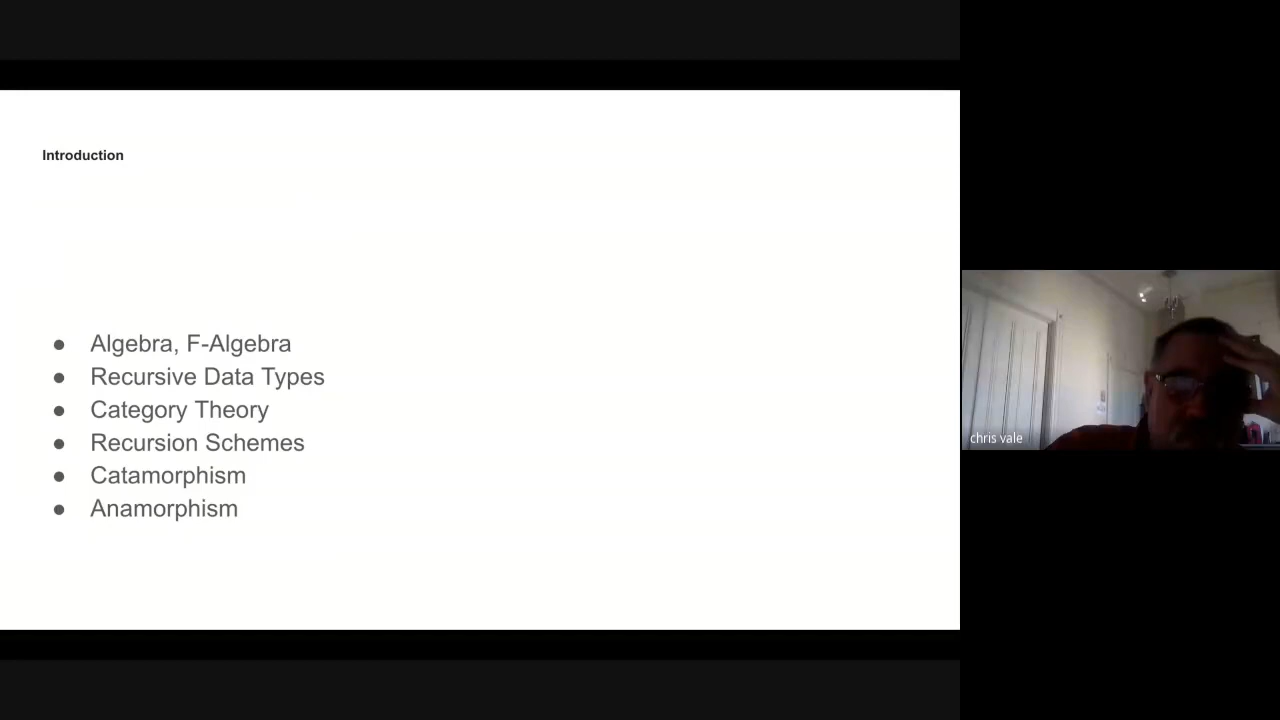 Introduction
● Algebra, F-Algebra
● Recursive Data Types
● Category Theory
● Recursion Schemes
● Catamorphism
● Anamorphism
chris vale